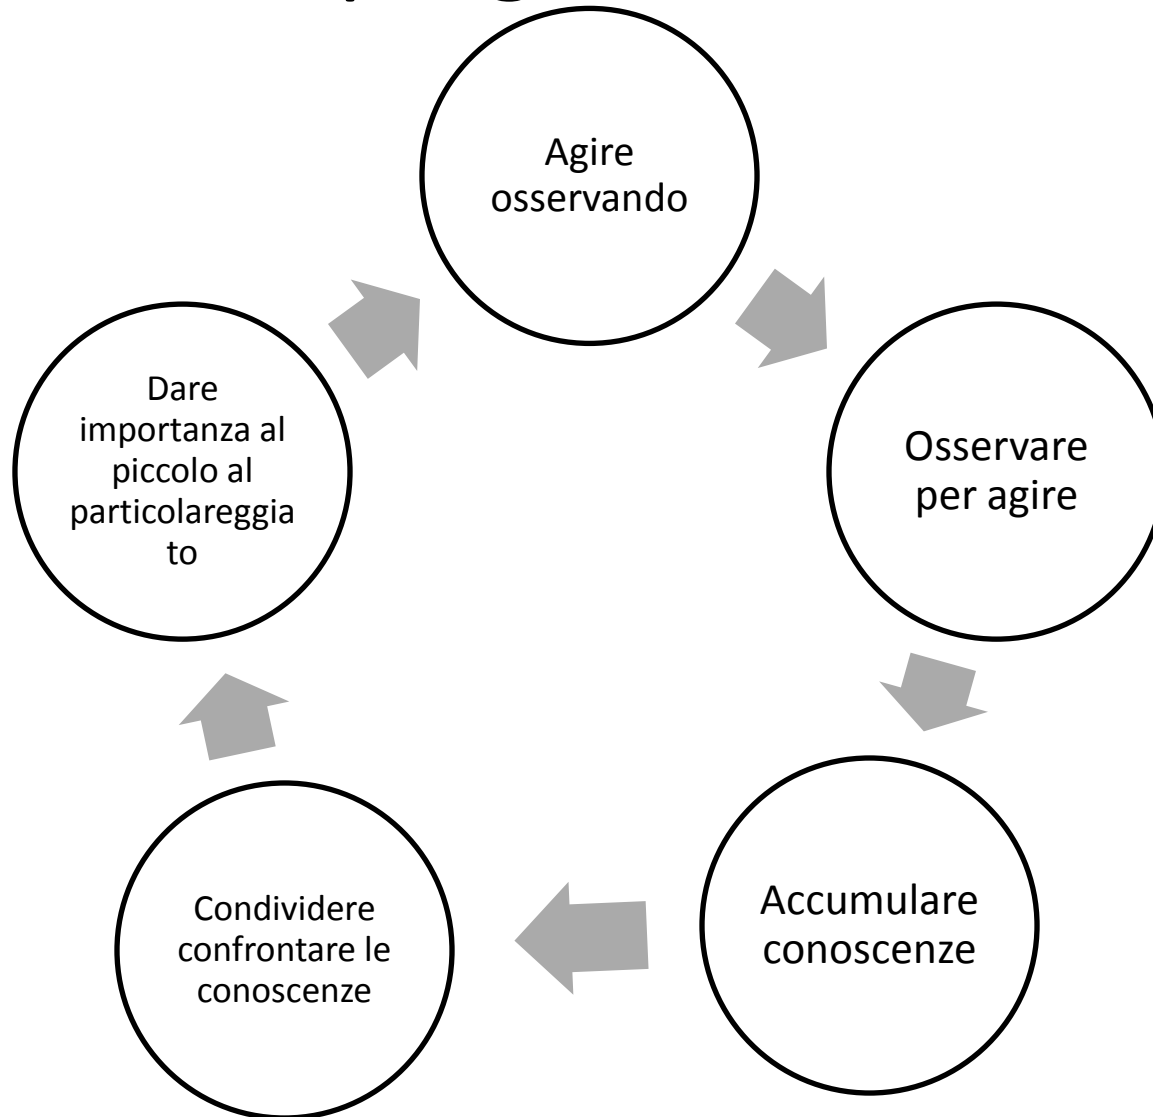 Agire
osservando
Osservare
per agire
Accumulare
conoscenze
Condividere
confrontare le
conoscenze
Dare
importanza al
piccolo al
particolareggia
to